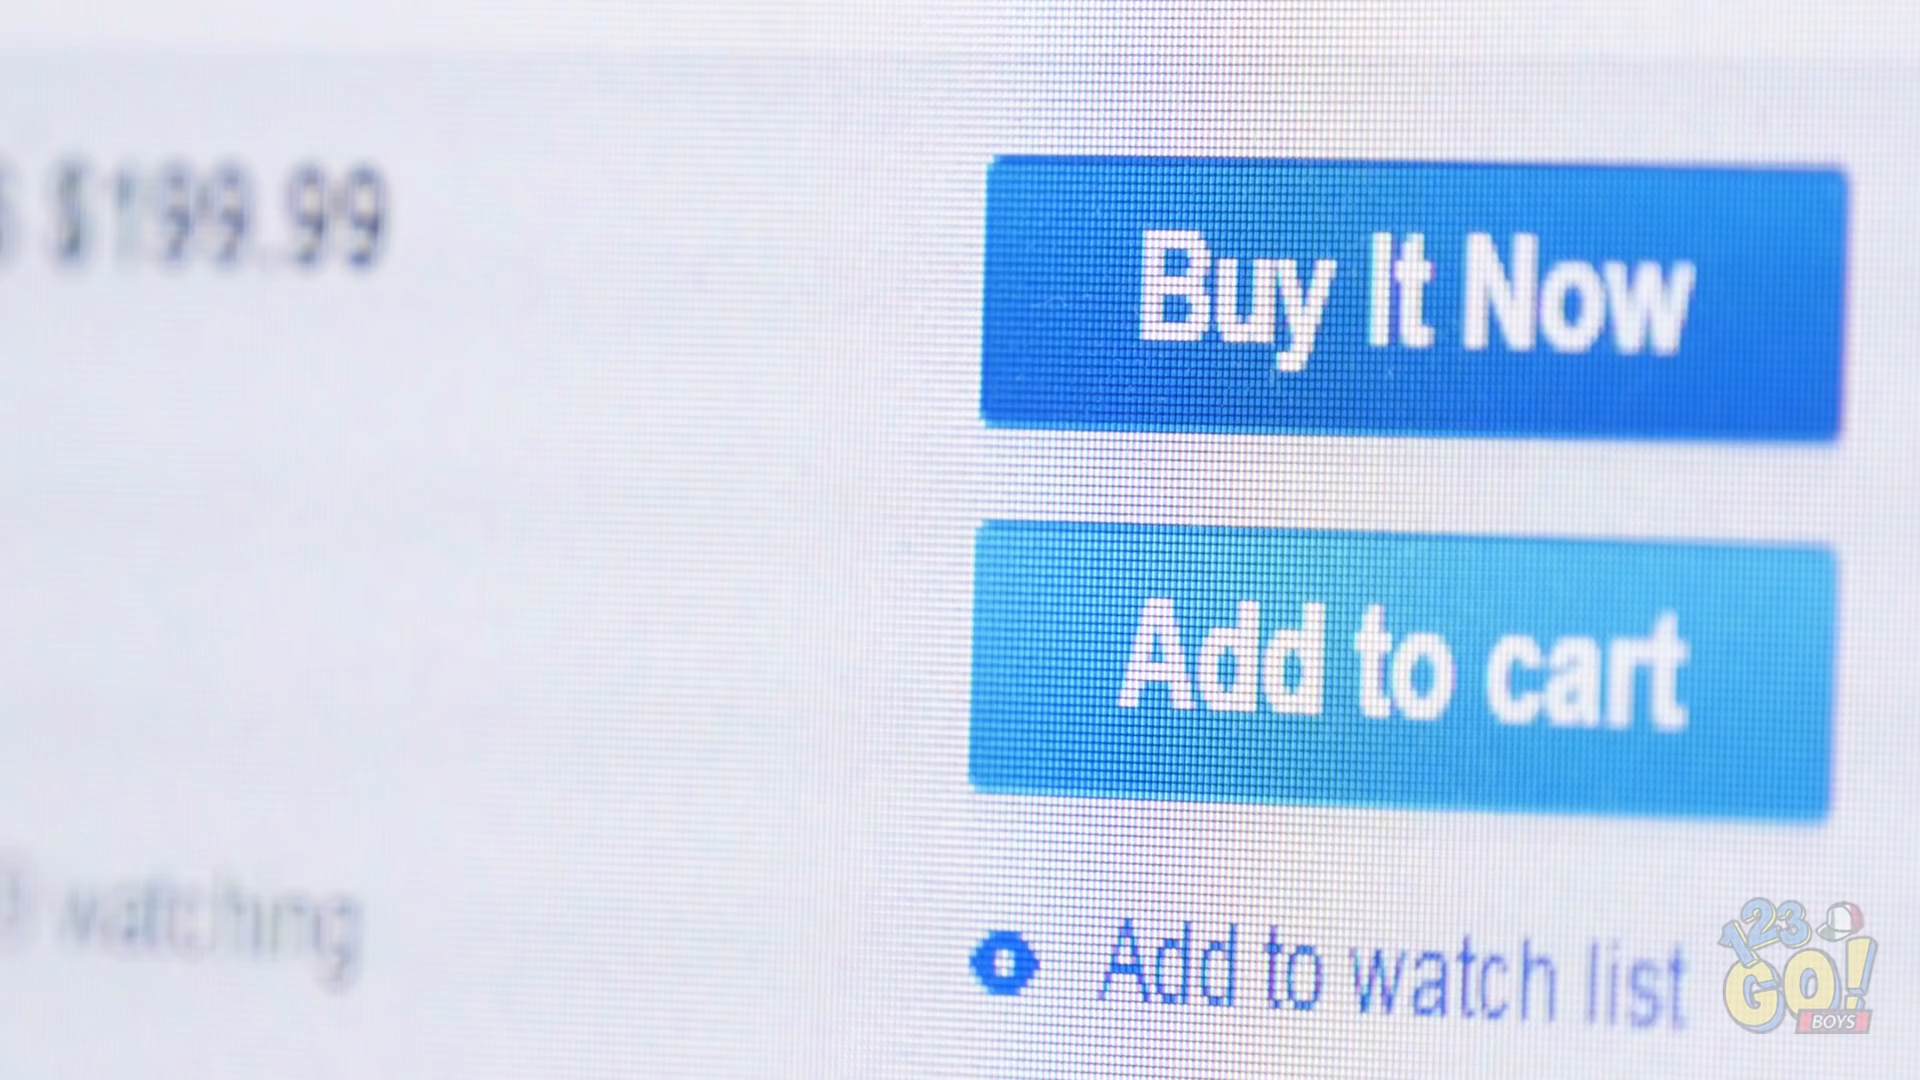 $199.99
Buy It Now
Add to cart
watching
Add to watch list
123
GO!
BOYS